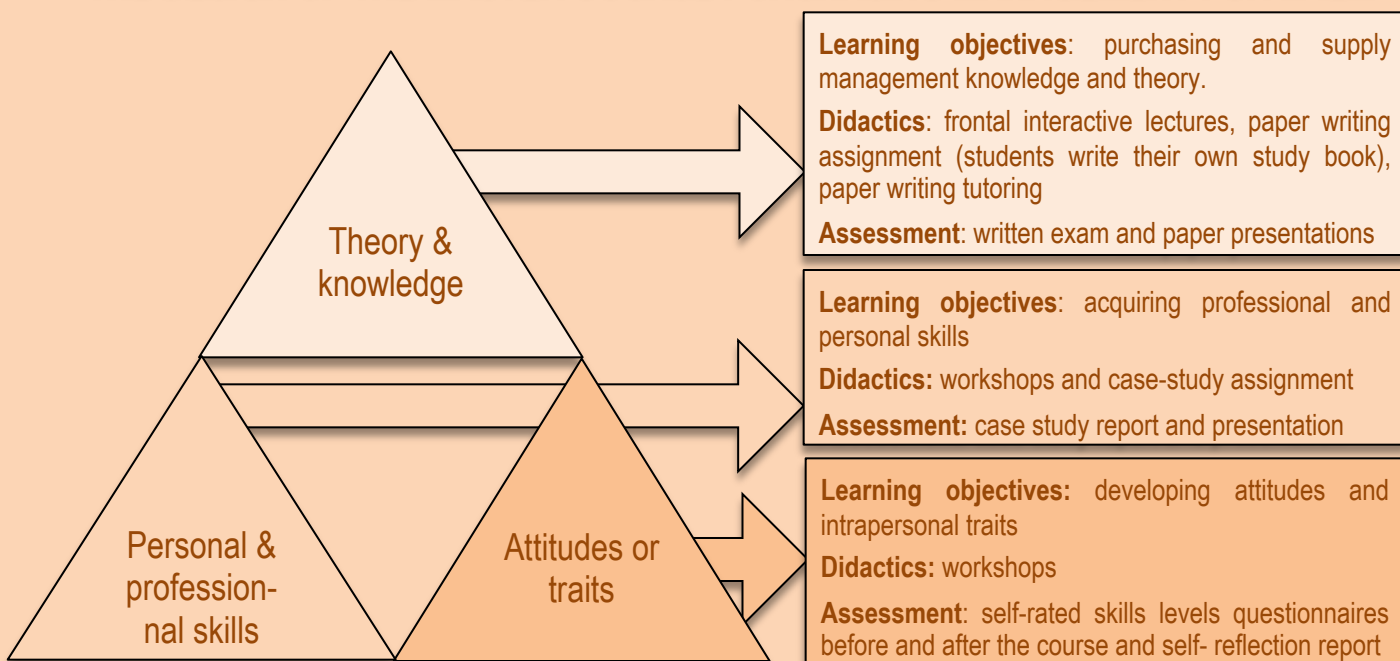 Theory &
knowledge
Personal &
profession-
nal skills
Attitudes or
traits
Learning objectives: purchasing and supply
management knowledge and theory.
Didactics: frontal interactive lectures, paper writing
assignment (students write their own study book),
paper writing tutoring
Assessment: written exam and paper presentations
Learning objectives: acquiring professional and
personal skills
Didactics: workshops and case-study assignment
Assessment: case study report and presentation
Learning objectives: developing attitudes and
intrapersonal traits
Didactics: workshops
Assessment: self-rated skills levels questionnaires
before and after the course and self- reflection report